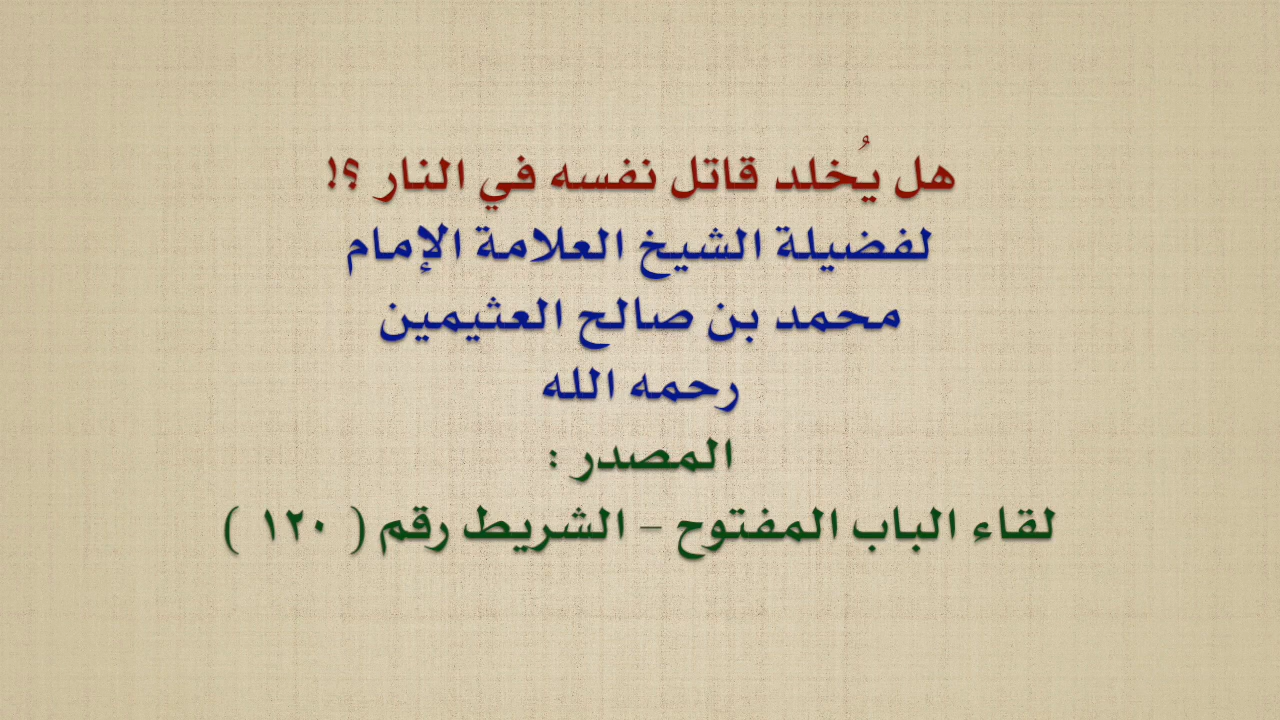 هل يُخلد قاتل نفسه في النار ؟!
لفضيلة الشيخ العلامة الإمام
محمد بن صالح العثيمين
رحمه الله
المصدر :
لقاء الباب المفتوح – الشريط رقم ( ١٢٠ )